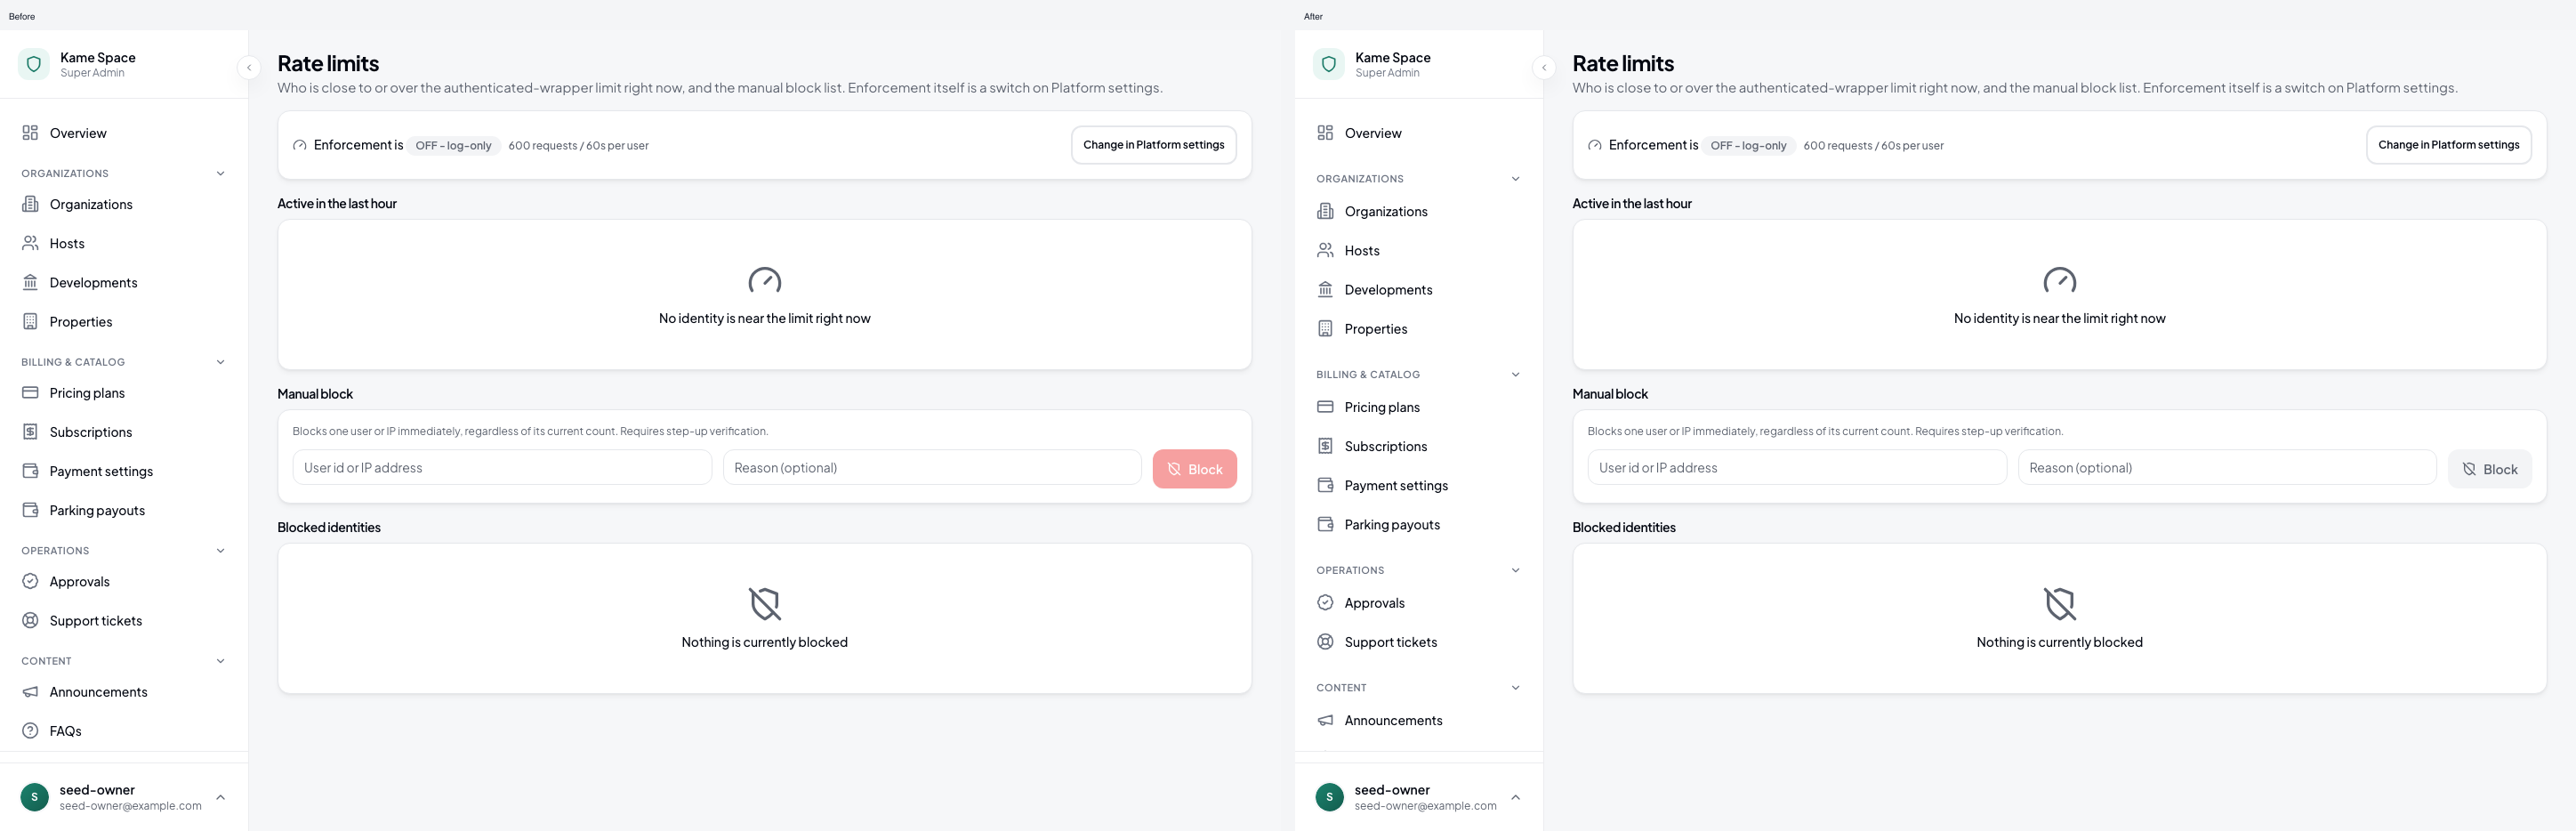 Before
Kame Space
Super Admin
Overview
ORGANIZATIONS
Organizations
Hosts
Developments
Properties
BILLING & CATALOG
Pricing plans
Subscriptions
Payment settings
Parking payouts
OPERATIONS
Approvals
Support tickets
CONTENT
Announcements
FAQs
S
seed-owner
seed-owner@example.com
Rate limits
Who is close to or over the authenticated-wrapper limit right now, and the manual block list. Enforcement itself is a switch on Platform settings.
Enforcement is OFF - log-only 600 requests / 60s per user
Change in Platform settings
Active in the last hour
No identity is near the limit right now
Manual block
Blocks one user or IP immediately, regardless of its current count. Requires step-up verification.
User id or IP address
Reason (optional)
Block
Blocked identities
Nothing is currently blocked
After
Kame Space
Super Admin
Overview
ORGANIZATIONS
Organizations
Hosts
Developments
Properties
BILLING & CATALOG
Pricing plans
Subscriptions
Payment settings
Parking payouts
OPERATIONS
Approvals
Support tickets
CONTENT
Announcements
S
seed-owner
seed-owner@example.com
Rate limits
Who is close to or over the authenticated-wrapper limit right now, and the manual block list. Enforcement itself is a switch on Platform settings.
Enforcement is OFF - log-only 600 requests / 60s per user
Change in Platform settings
Active in the last hour
No identity is near the limit right now
Manual block
Blocks one user or IP immediately, regardless of its current count. Requires step-up verification.
User id or IP address
Reason (optional)
Block
Blocked identities
Nothing is currently blocked